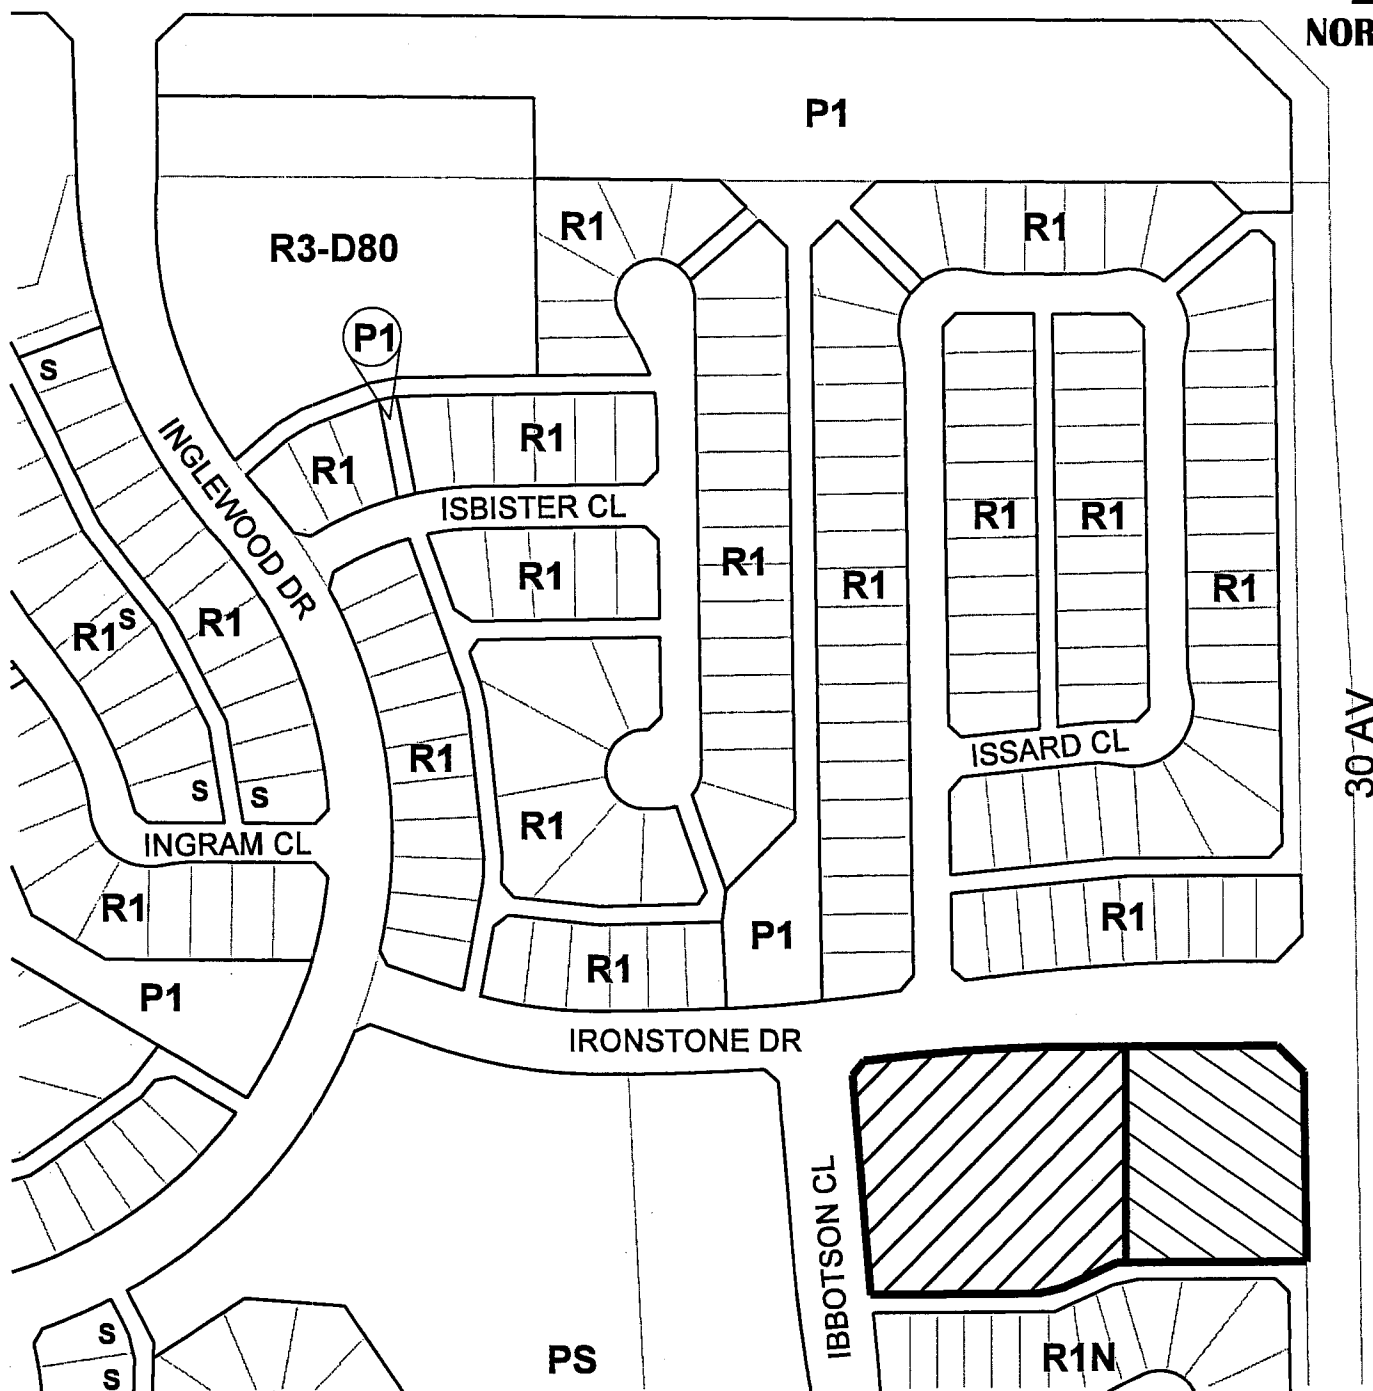 NOR
P1
R1
R1
R3-D80
P1
S
R1
R1
INGLEWOOD DR
ISBISTER CL
R1
R1
R1
R1
R1
R1
R1
R1S
R1
30 AV
R1
ISSARD CL
S
S
R1
INGRAM CL
R1
R1
P1
R1
P1
IRONSTONE DR
IBBOTSON CL
S
PS
R1N
S